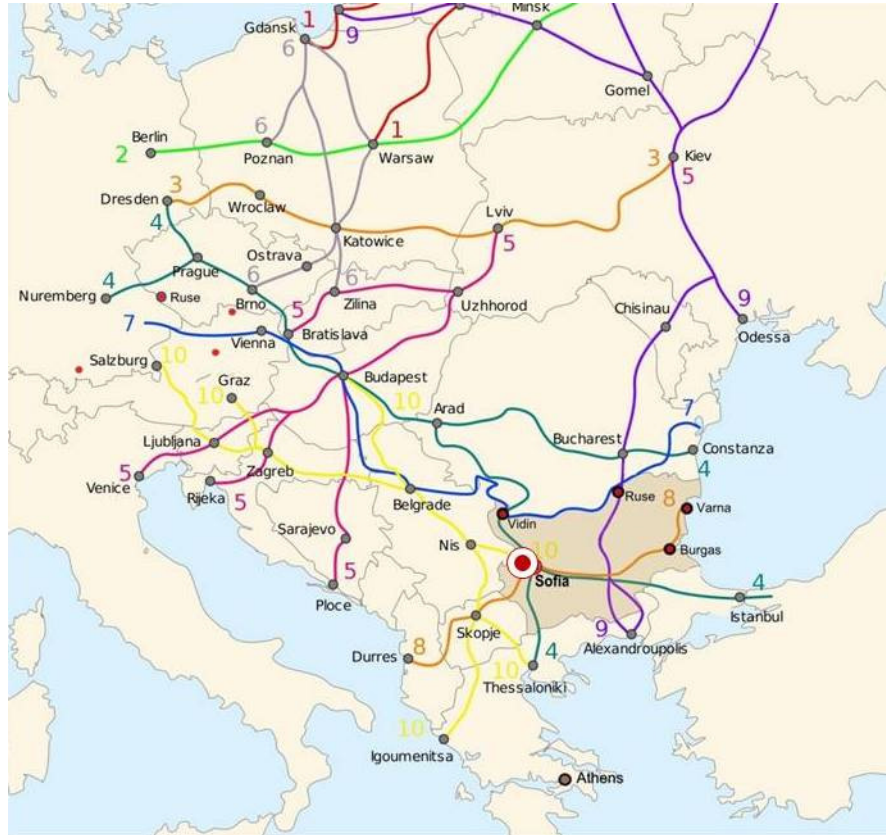 Minsk
1
Gdansk
9
6
Gomel
Berlin
2
6
Poznan
1
Warsaw
3
Kiev
5
Dresden
3
Wroclaw
4
Katowice
Lviv
5
Ostrava
Prague
6
Brno
6
Zilina
Uzhhorod
4
Nuremberg
Ruse
5
Bratislava
Chisinau
9
Odessa
7
Vienna
Salzburg
10
Graz
10
Budapest
10
Arad
7
Bucharest
Constanza
4
Ljubljana
Zagreb
5
Venice
Rijeka
5
Belgrade
Ruse
8
Varna
Vidin
Sarajevo
Nis
10
Burgas
Sofia
5
Ploce
4
Istanbul
Skopje
9
Alexandroupolis
Durres
8
4
10
Thessaloniki
10
Igoumenitsa
Athens